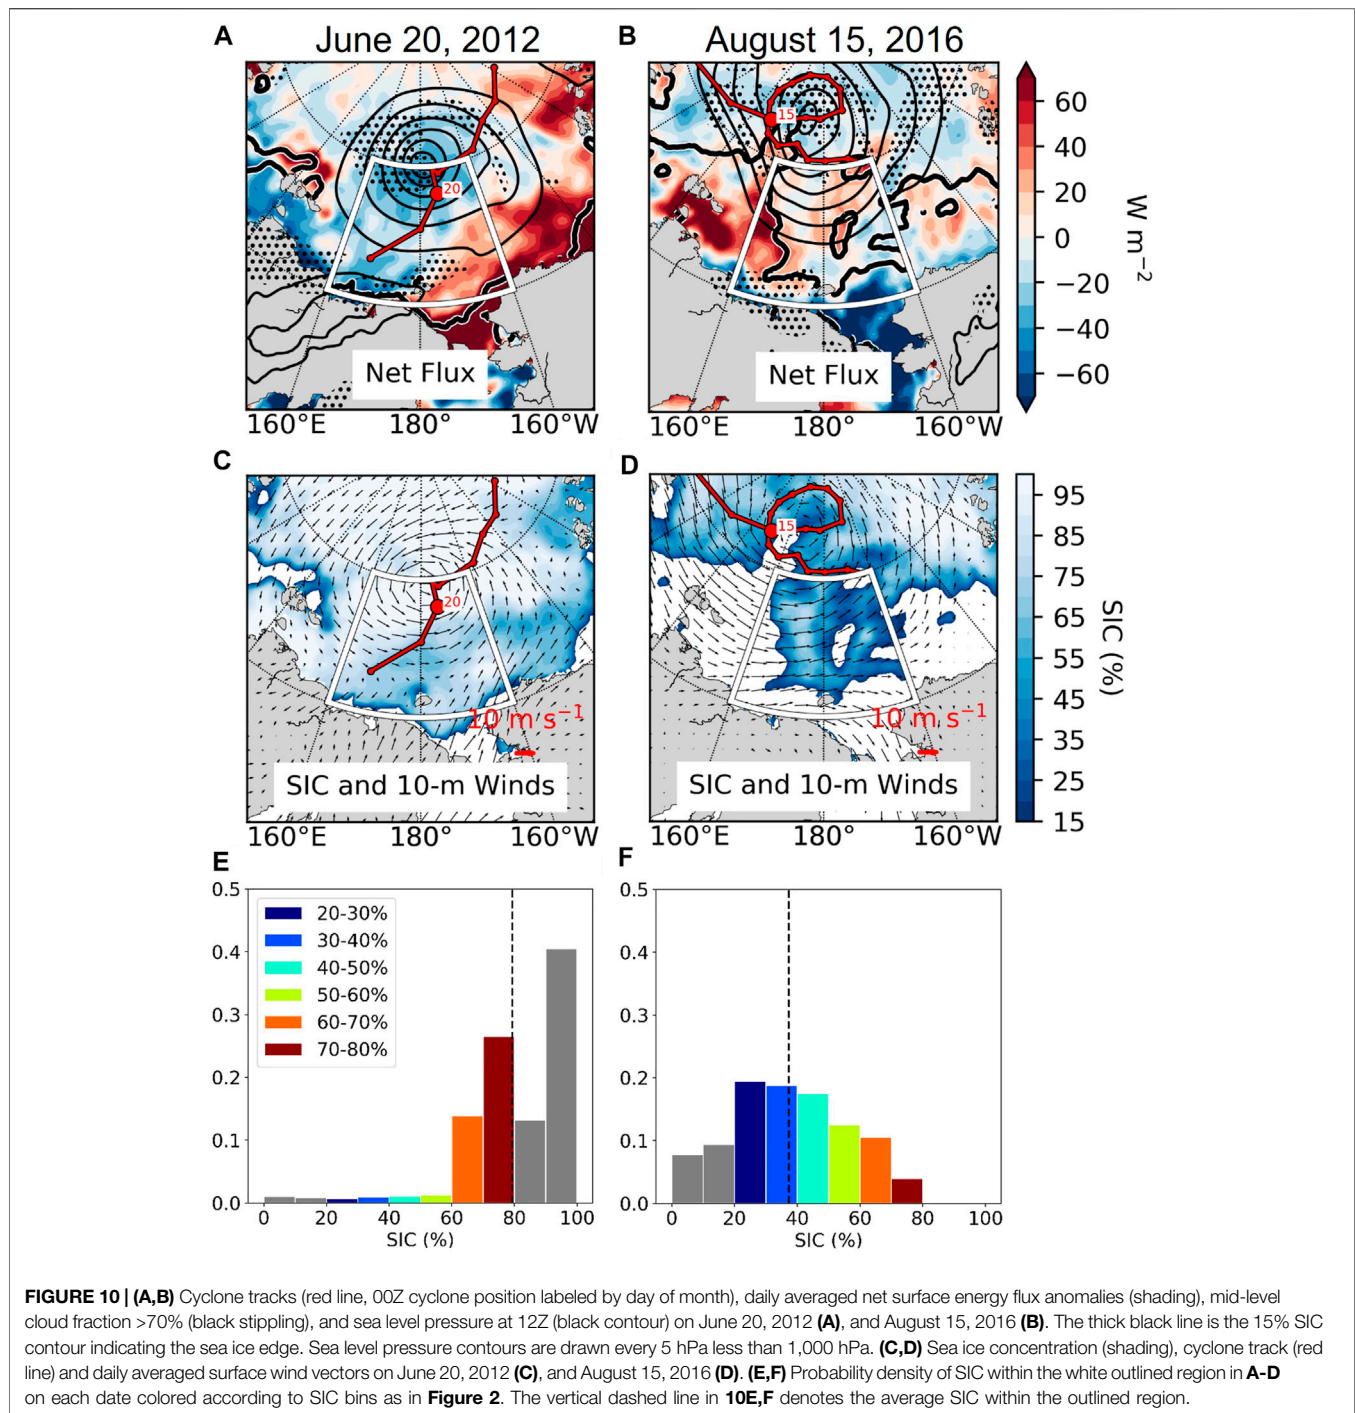 A
June 20, 2012
B
August 15, 2016
20
15
Net Flux
Net Flux
160°E
180°
160°W
160°E
180°
160°W
60
40
20
0
−20
−40
−60
W m−2
C
D
20
15
10 m s−1
10 m s−1
SIC and 10-m Winds
SIC and 10-m Winds
160°E
180°
160°W
160°E
180°
160°W
95
85
75
65
55
45
35
25
15
SIC (%)
E
0.5
0.4
0.3
0.2
0.1
0.0
20-30%
30-40%
40-50%
50-60%
60-70%
70-80%
0
20
40
60
80
100
SIC (%)
F
0.5
0.4
0.3
0.2
0.1
0.0
0
20
40
60
80
100
SIC (%)
FIGURE 10 | (A,B) Cyclone tracks (red line, 00Z cyclone position labeled by day of month), daily averaged net surface energy flux anomalies (shading), mid-level
cloud fraction >70% (black stippling), and sea level pressure at 12Z (black contour) on June 20, 2012 (A), and August 15, 2016 (B). The thick black line is the 15% SIC
contour indicating the sea ice edge. Sea level pressure contours are drawn every 5 hPa less than 1,000 hPa. (C,D) Sea ice concentration (shading), cyclone track (red
line) and daily averaged surface wind vectors on June 20, 2012 (C), and August 15, 2016 (D). (E,F) Probability density of SIC within the white outlined region in A-D
on each date colored according to SIC bins as in Figure 2. The vertical dashed line in 10E,F denotes the average SIC within the outlined region.